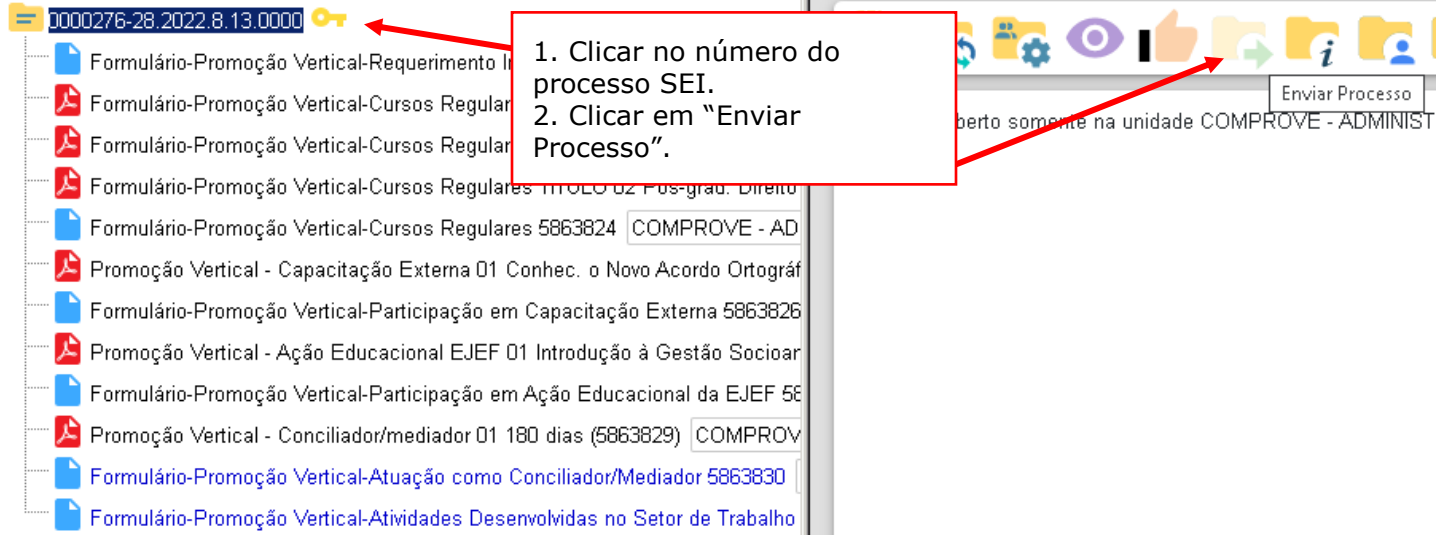 0000276-28.2022.8.13.0000
Formulário-Promoção Vertical-Requerimento
Formulário-Promoção Vertical-Cursos Regular
Formulário-Promoção Vertical-Cursos Regular
Formulário-Promoção Vertical-Cursos Regulares TITULO 02 Pós-grad. Direito
Formulário-Promoção Vertical-Cursos Regulares 5863824 COMPROVE - AD
Promoção Vertical - Capacitação Externa 01 Conhec. o Novo Acordo Ortográf
Formulário-Promoção Vertical-Participação em Capacitação Externa 5863826
Promoção Vertical - Ação Educacional EJEF 01 Introdução à Gestão Socioar
Formulário-Promoção Vertical-Participação em Ação Educacional da EJEF 58
Promoção Vertical - Conciliador/mediador 01 180 dias (5863829) COMPROV
Formulário-Promoção Vertical-Atuação como Conciliador/Mediador 5863830
Formulário-Promoção Vertical-Atividades Desenvolvidas no Setor de Trabalho
1. Clicar no número do
processo SEI.
2. Clicar em “Enviar
Processo”.
Enviar Processo
berto somente na unidade COMPROVE - ADMINIST